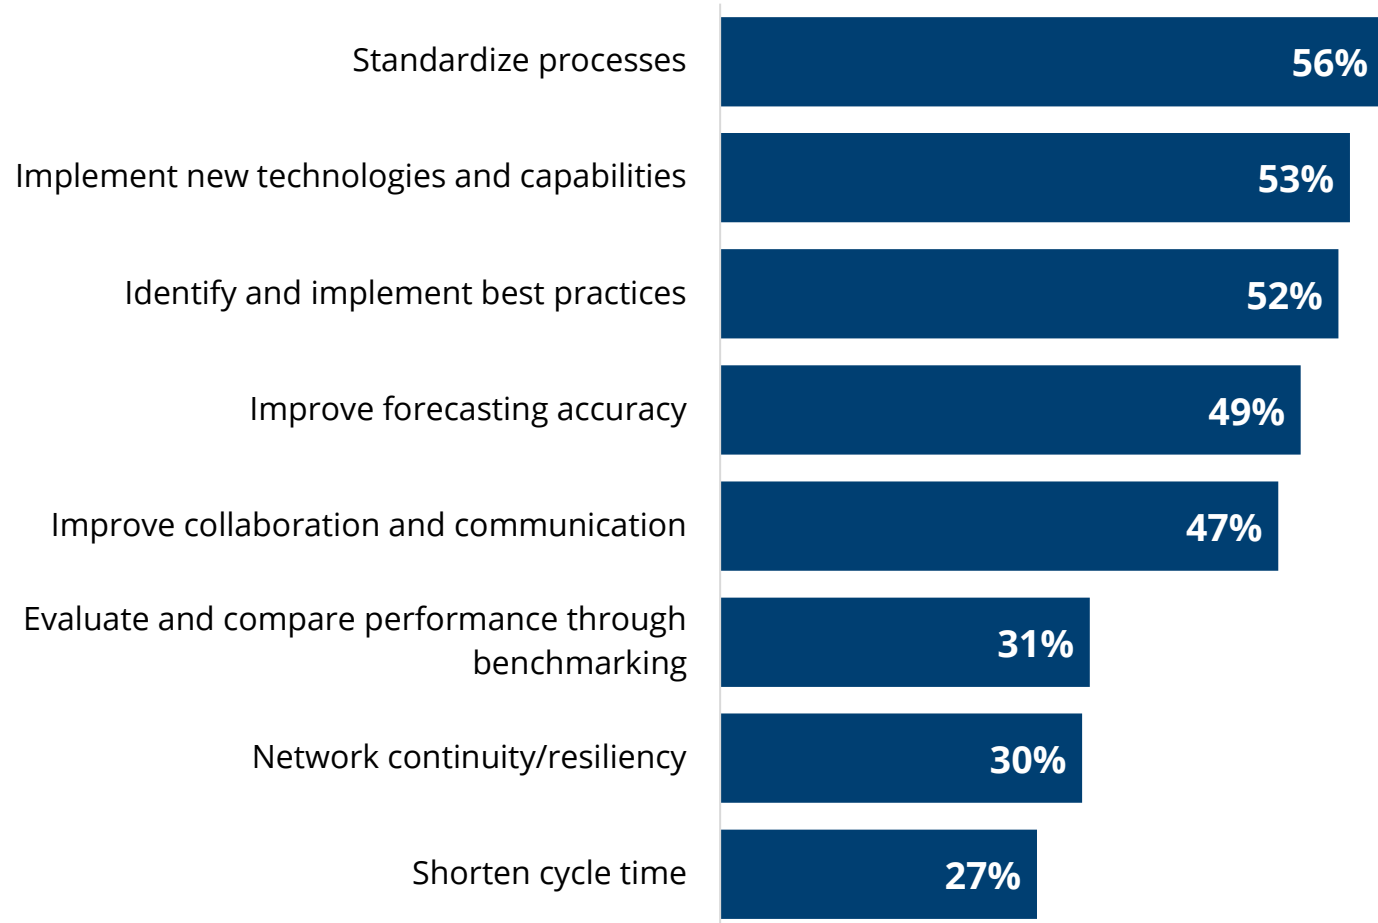 Standardize processes
56%
Implement new technologies and capabilities
53%
Identify and implement best practices
52%
Improve forecasting accuracy
49%
Improve collaboration and communication
47%
Evaluate and compare performance through
benchmarking
31%
Network continuity/resiliency
30%
Shorten cycle time
27%